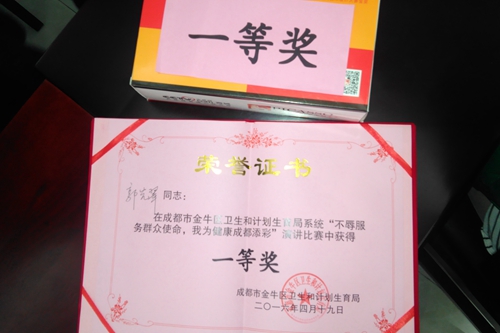 一等奖
荣誉证书
同志：
在成都市金牛区卫生和计划生育局系统“不辱服
务群众使命，我为健康成都添彩”演讲比赛中获得
一等奖
成都市金牛区卫生和计划生育局
二〇一六年四月十九日